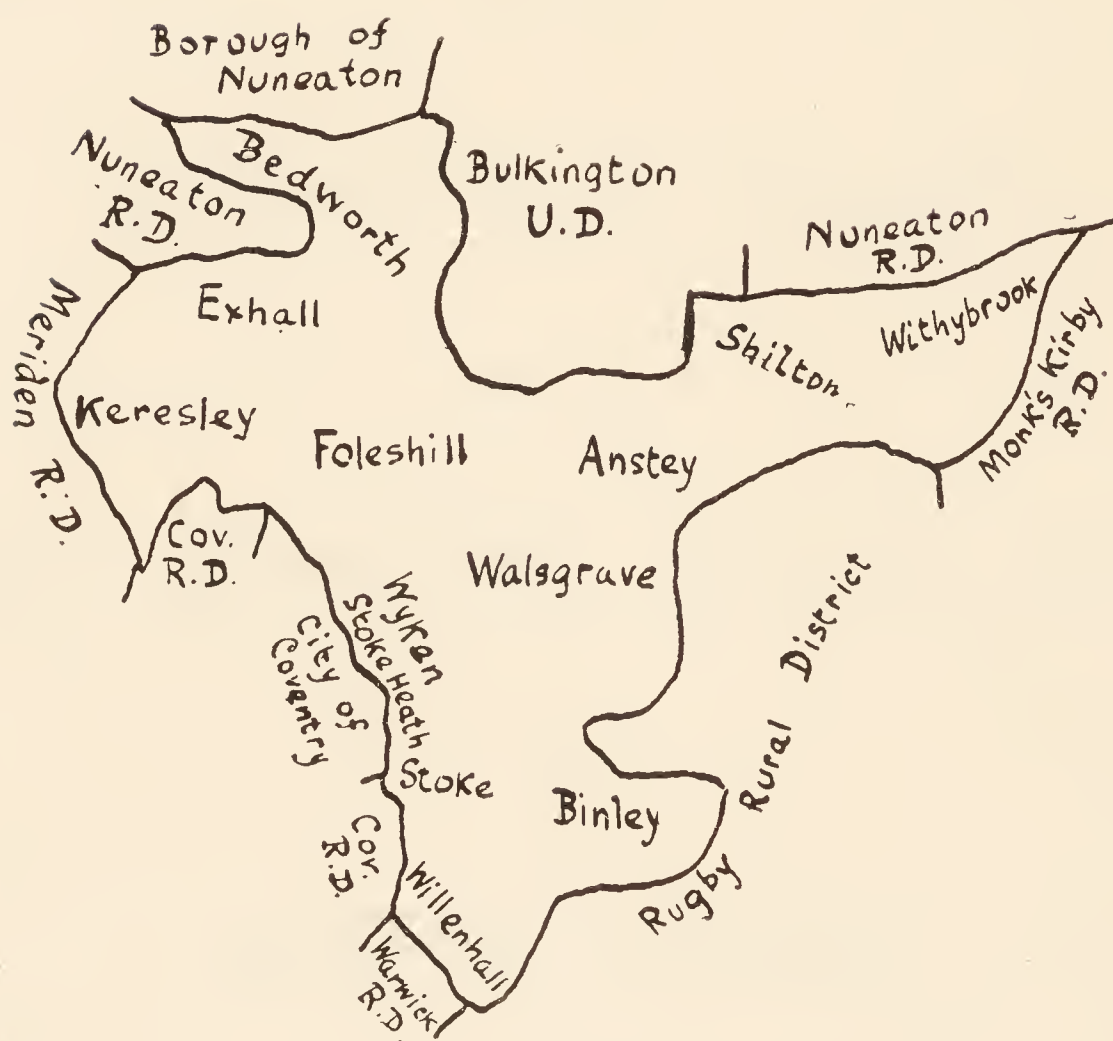 Borough of
Nuneaton
Nuneaton
R.D.
Bedworth
Bulkington
U.D.
Nuneaton
R.D.
Exhall
Shilton
Withybrook
Monk's Kirby
R.D.
Meriden R.D.
Keresley
Foleshill
Anstey
Cov.
R.D.
Walsgrave
Wyken
Stoke Heath
City of
Coventry
Stoke
Binley
Rugby Rural District
Cov.
R.D.
Willenhall
Warwick
R.D.